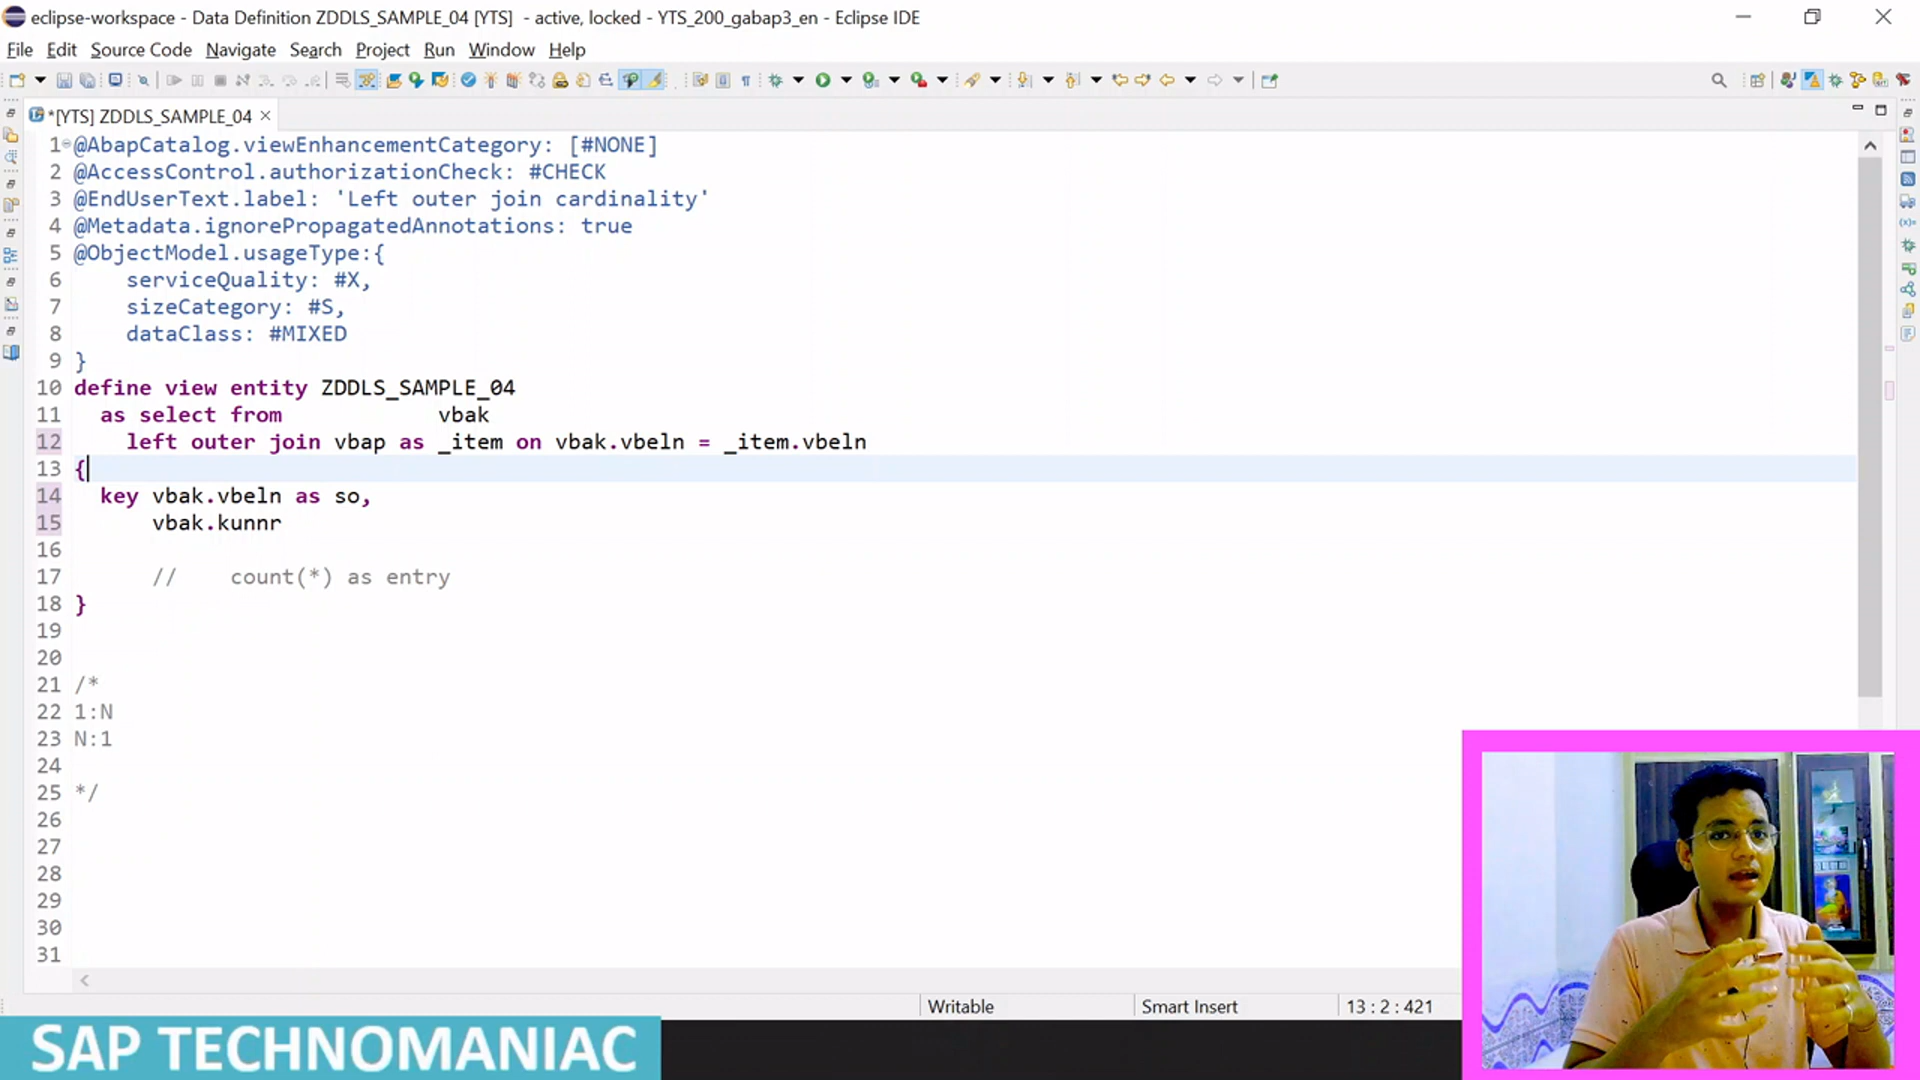 eclipse-workspace - Data Definition ZDDLS_SAMPLE_04 [YTS]  - active, locked - YTS_200_gabap3_en - Eclipse IDE
File Edit Source Code Navigate Search Project Run Window Help
*[YTS] ZDDLS_SAMPLE_04
1 @AbapCatalog.viewEnhancementCategory: [#NONE]
2 @AccessControl.authorizationCheck: #CHECK
3 @EndUserText.label: 'Left outer join cardinality'
4 @Metadata.ignorePropagatedAnnotations: true
5 @ObjectModel.usageType:{
6     serviceQuality: #X,
7     sizeCategory: #S,
8     dataClass: #MIXED
9 }
10 define view entity ZDDLS_SAMPLE_04
11   as select from            vbak
12     left outer join vbap as _item on vbak.vbeln = _item.vbeln
13 {
14   key vbak.vbeln as so,
15       vbak.kunnr
16
17       //    count(*) as entry
18 }
19
20
21 /*
22 1:N
23 N:1
24
25 */
26
27
28
29
30
31
Writable Smart Insert 13 : 2 : 421
SAP TECHNOMANIAC